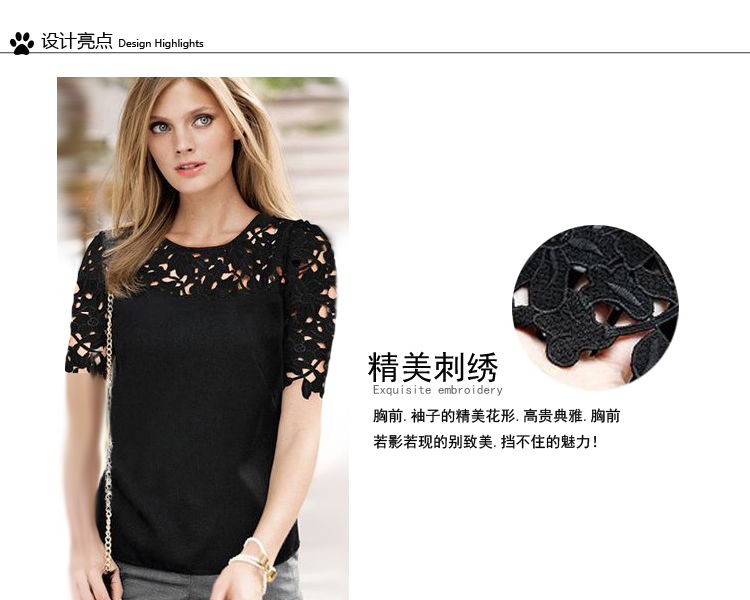 设计亮点 Design Highlights
精美刺绣
Exquisite embroidery
胸前.袖子的精美花形.高贵典雅.胸前
若影若现的别致美.挡不住的魅力！